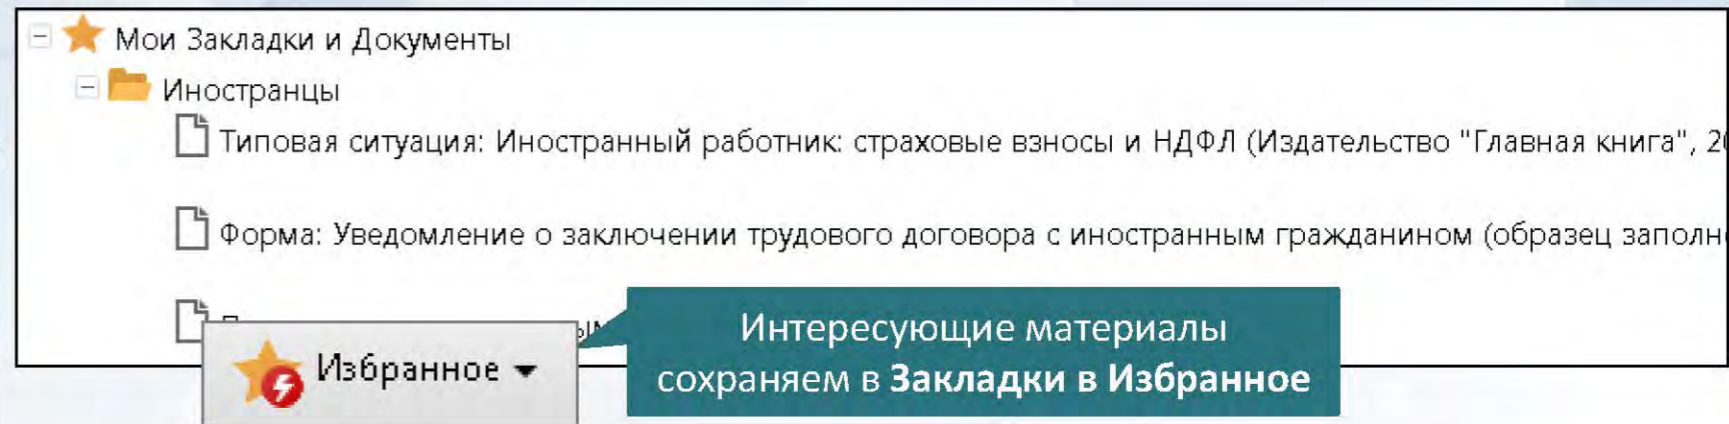 Мои Закладки и Документы
Иностранцы
Типовая ситуация: Иностранный работник: страховые взносы и НДФЛ (Издательство "Главная книга", 2
Форма: Уведомление о заключении трудового договора с иностранным гражданином (образец заполн
Избранное
Интересующие материалы
сохраняем в Закладки в Избранное